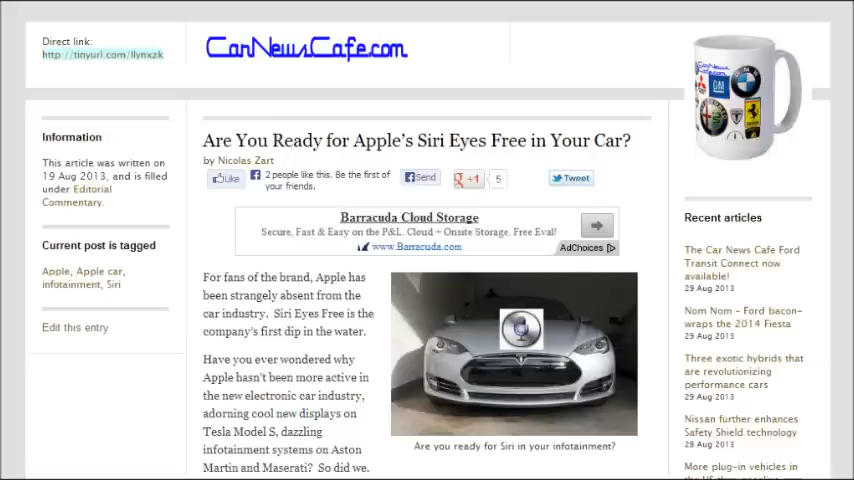 Direct link:
http://tinyurl.com/llynxzk
CarNewsCafe.com
Information
This article was written on
19 Aug 2013, and is filled
under Editorial
Commentary.
Current post is tagged
Apple, Apple car,
infotainment, Siri
Edit this entry
Are You Ready for Apple's Siri Eyes Free in Your Car?
by Nicolas Zart
Like
2 people like this. Be the first of
your friends.
Send
+1
5
Tweet
Barracuda Cloud Storage
Secure, Fast & Easy on the P&L. Cloud + Onsite Storage. Free Eval!
www.Barracuda.com
AdChoices
For fans of the brand, Apple has
been strangely absent from the
car industry. Siri Eyes Free is the
company's first dip in the water.
Have you ever wondered why
Apple hasn't been more active in
the new electronic car industry,
adorning cool new displays on
Tesla Model S, dazzling
infotainment systems on Aston
Martin and Maserati? So did we.
Are you ready for Siri in your infotainment?
CarNews
Cafe.com
GM
BMW
Recent articles
The Car News Cafe Ford
Transit Connect now
available!
29 Aug 2013
Nom Nom - Ford bacon-
wraps the 2014 Fiesta
29 Aug 2013
Three exotic hybrids that
are revolutionizing
performance cars
29 Aug 2013
Nissan further enhances
Safety Shield technology
28 Aug 2013
More plug-in vehicles in